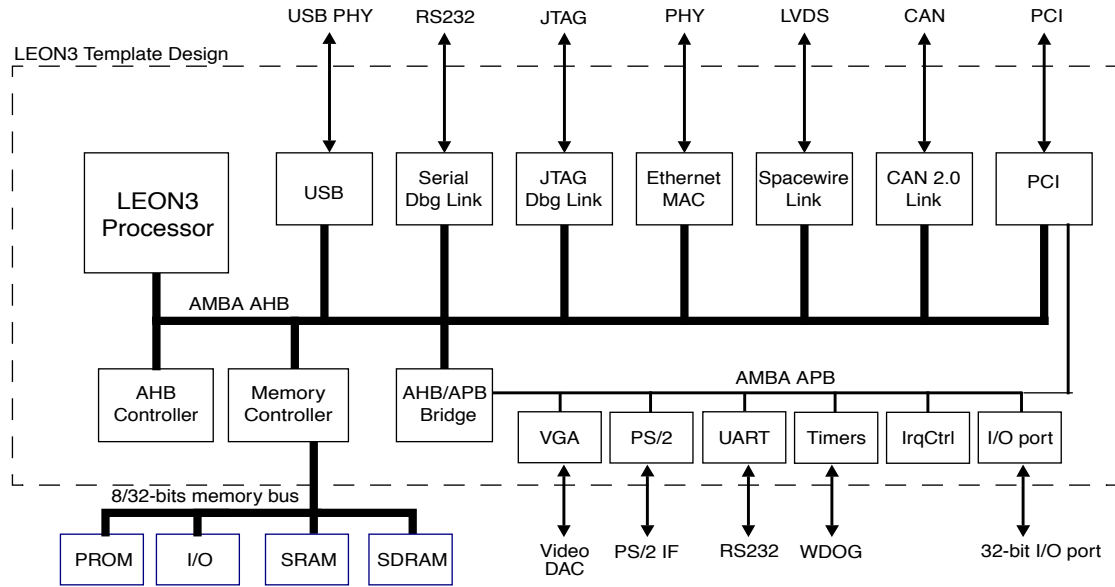 USB PHY RS232 JTAG PHY LVDS CAN PCI
LEON3 Template Design
LEON3
Processor
USB
Serial
Dbg Link
JTAG
Dbg Link
Ethernet
MAC
Spacewire
Link
CAN 2.0
Link
PCI
AMBA AHB
AHB
Controller
Memory
Controller
AHB/APB
Bridge
AMBA APB
VGA
PS/2
UART
Timers
IrqCtrl
I/O port
8/32-bits memory bus
PROM
I/O
SRAM
SDRAM
Video
DAC
PS/2 IF
RS232
WDOG
32-bit I/O port